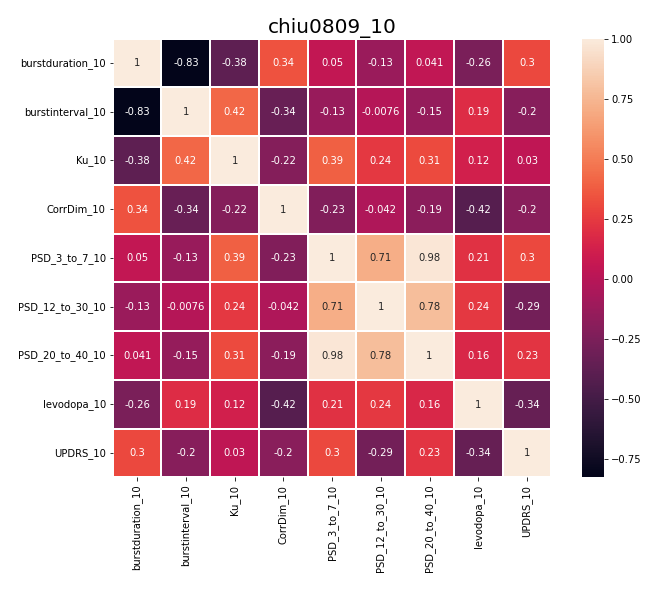 chiu0809_10
burstduration_10 1 -0.83 -0.38 0.34 0.05 -0.13 0.041 -0.26 0.3
burstinterval_10 -0.83 1 0.42 -0.34 -0.13 -0.0076 -0.15 0.19 -0.2
Ku_10 -0.38 0.42 1 -0.22 0.39 0.24 0.31 0.12 0.03
CorrDim_10 0.34 -0.34 -0.22 1 -0.23 -0.042 -0.19 -0.42 -0.2
PSD_3_to_7_10 0.05 -0.13 0.39 -0.23 1 0.71 0.98 0.21 0.3
PSD_12_to_30_10 -0.13 -0.0076 0.24 -0.042 0.71 1 0.78 0.24 -0.29
PSD_20_to_40_10 0.041 -0.15 0.31 -0.19 0.98 0.78 1 0.16 0.23
levodopa_10 -0.26 0.19 0.12 -0.42 0.21 0.24 0.16 1 -0.34
UPDRS_10 0.3 -0.2 0.03 -0.2 0.3 -0.29 0.23 -0.34 1
burstduration_10
burstinterval_10
Ku_10
CorrDim_10
PSD_3_to_7_10
PSD_12_to_30_10
PSD_20_to_40_10
levodopa_10
UPDRS_10
1.00
0.75
0.50
0.25
0.00
−0.25
−0.50
−0.75